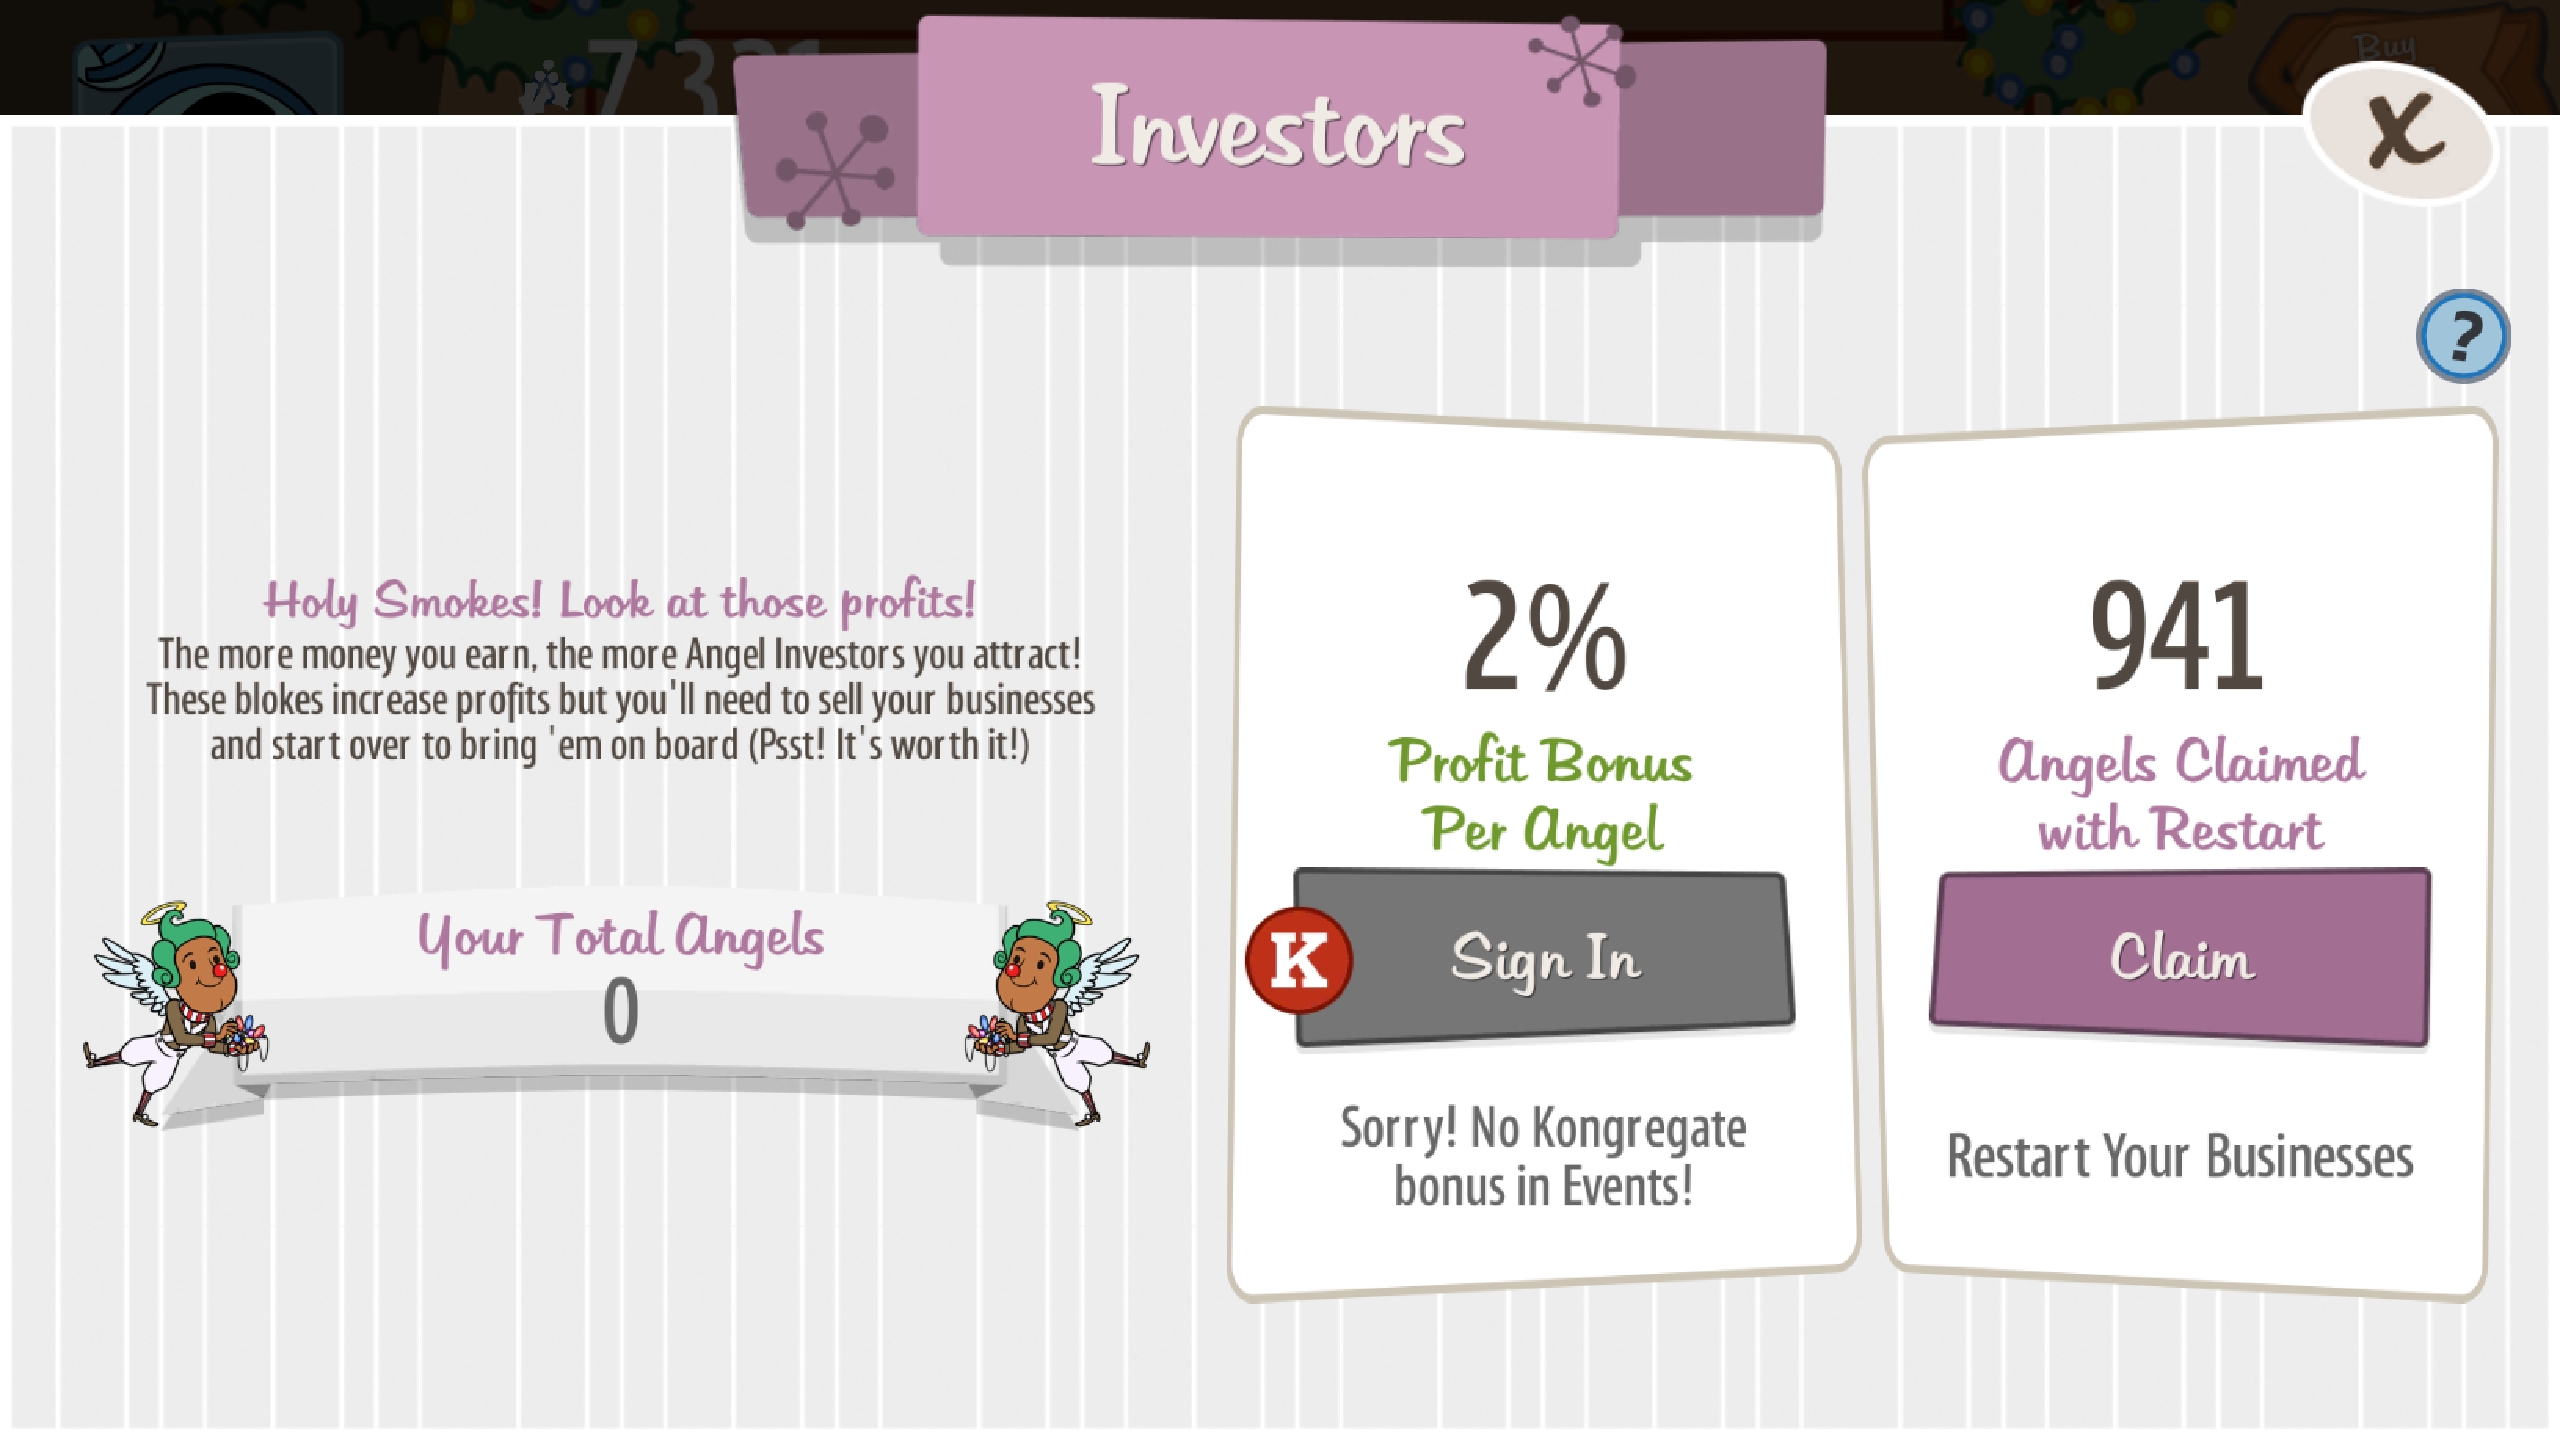 Buy
Investors
X
?
Holy Smokes! Look at those profits!
The more money you earn, the more Angel Investors you attract!
These blokes increase profits but you'll need to sell your businesses
and start over to bring 'em on board (Psst! It's worth it!)
Your Total Angels
0
2%
Profit Bonus
Per Angel
K
Sign In
Sorry! No Kongregate
bonus in Events!
941
Angels Claimed
with Restart
Claim
Restart Your Businesses